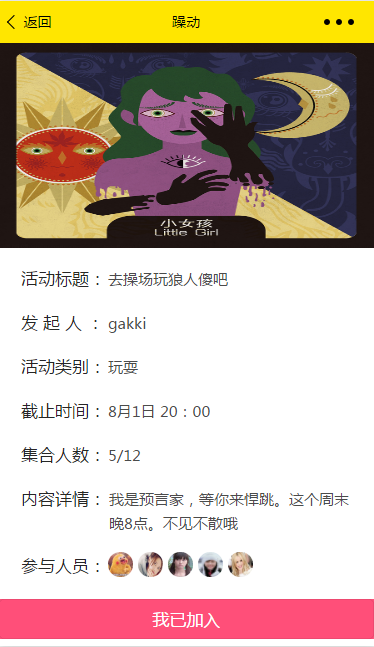 返回
躁动
小女孩
Little Girl
活动标题： 去操场玩狼人傻吧
发 起 人 ： gakki
活动类别： 玩耍
截止时间： 8月1日 20：00
集合人数： 5/12
内容详情： 我是预言家，等你来悍跳。这个周末
晚8点。不见不散哦
参与人员：
我已加入